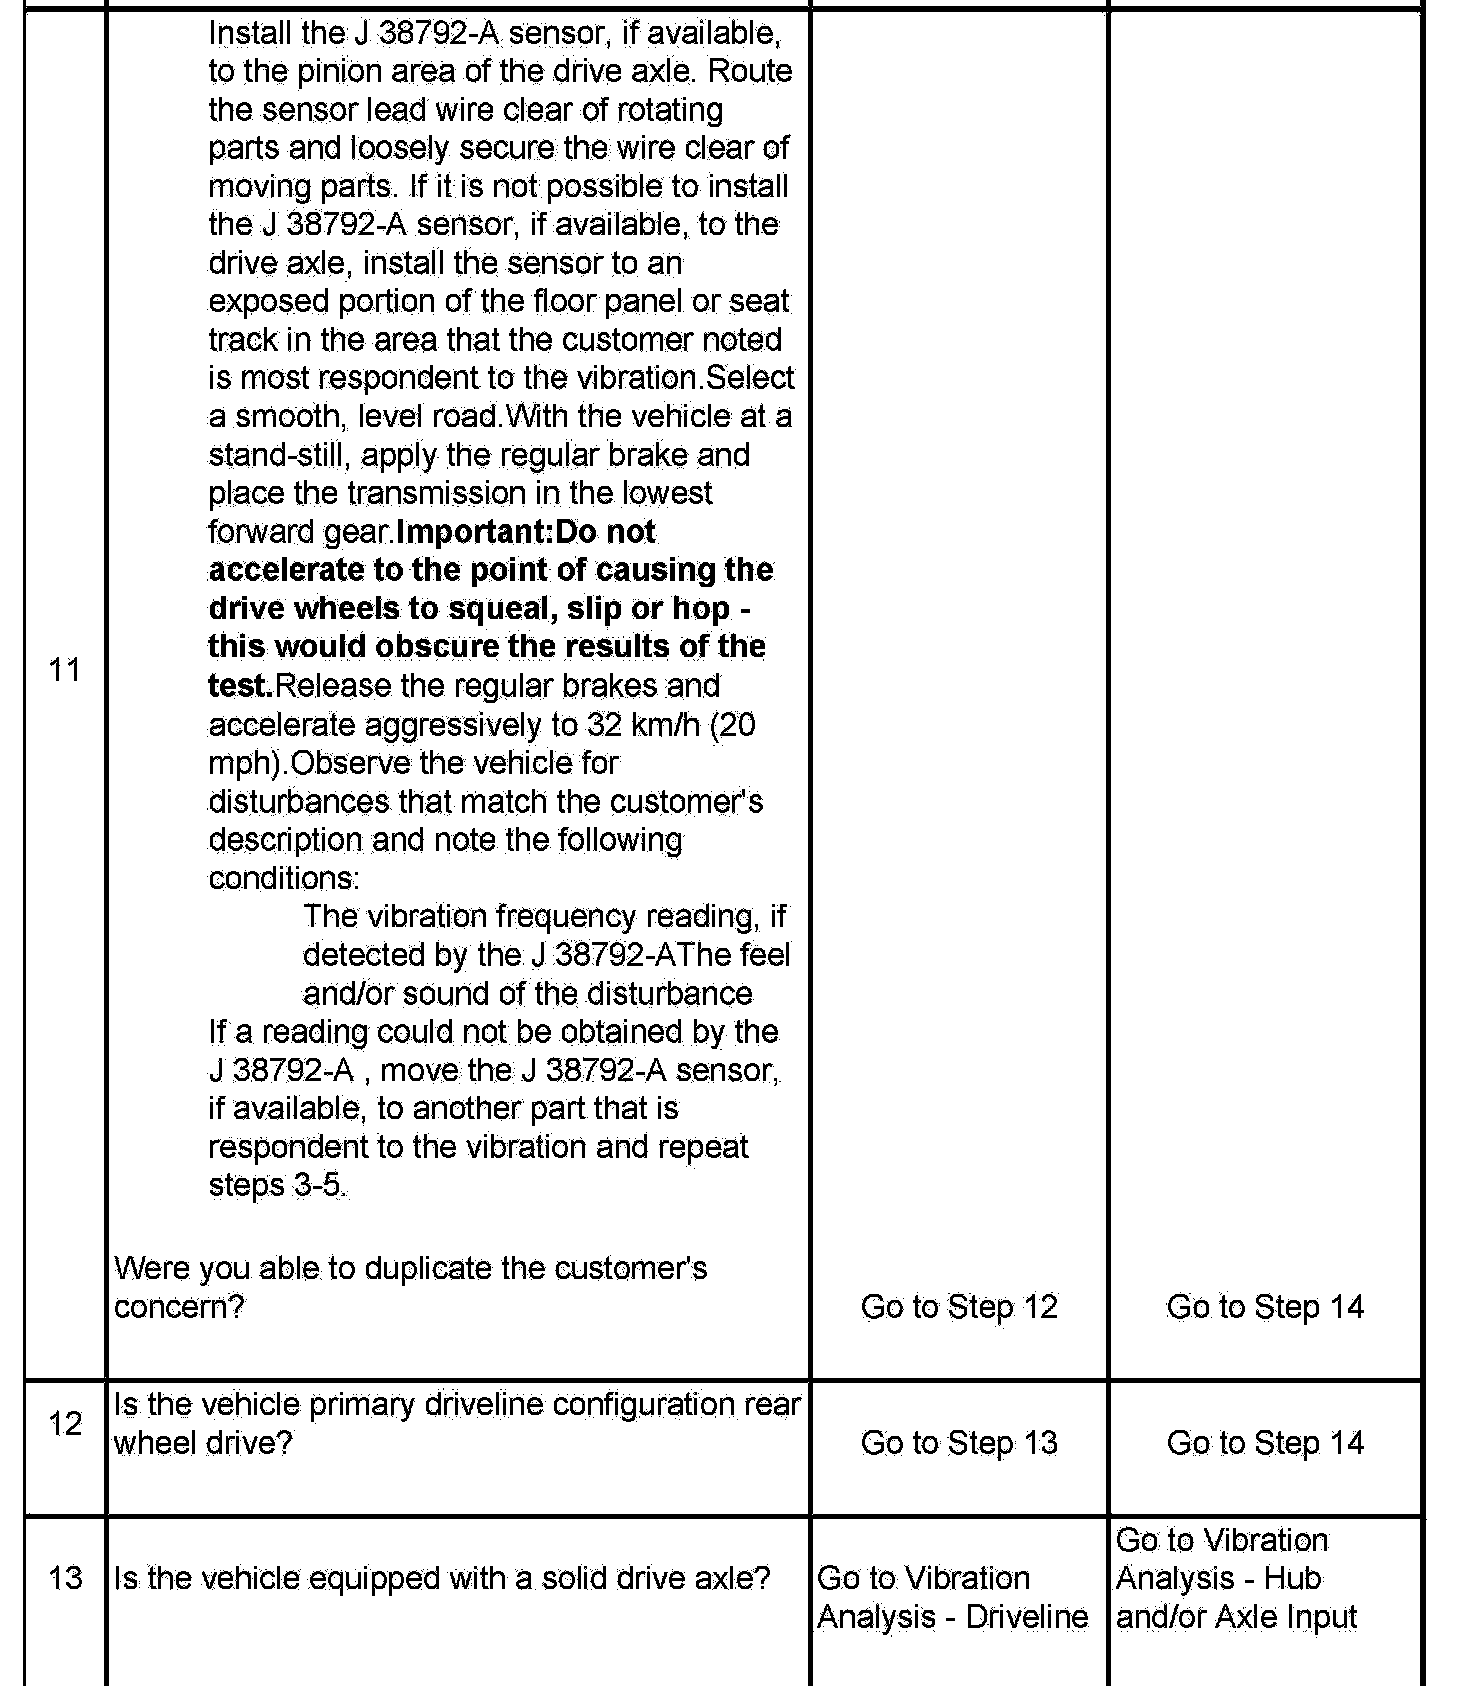 Install the J 38792-A sensor, if available,
to the pinion area of the drive axle. Route
the sensor lead wire clear of rotating
parts and loosely secure the wire clear of
moving parts. If it is not possible to install
the J 38792-A sensor, if available, to the
drive axle, install the sensor to an
exposed portion of the floor panel or seat
track in the area that the customer noted
is most respondent to the vibration.Select
a smooth, level road.With the vehicle at a
stand-still, apply the regular brake and
place the transmission in the lowest
forward gear.Important:Do not
accelerate to the point of causing the
drive wheels to squeal, slip or hop -
this would obscure the results of the
11
test.Release the regular brakes and
accelerate aggressively to 32 km/h (20
mph).Observe the vehicle for
disturbances that match the customer's
description and note the following
conditions:
The vibration frequency reading, if
detected by the J 38792-AThe feel
and/or sound of the disturbance
If a reading could not be obtained by the
J 38792-A , move the J 38792-A sensor,
if available, to another part that is
respondent to the vibration and repeat
steps 3-5.
Were you able to duplicate the customer's
concern?
Go to Step 12
Go to Step 14
12
Is the vehicle primary driveline configuration rear
wheel drive?
Go to Step 13
Go to Step 14
13
Is the vehicle equipped with a solid drive axle?
Go to Vibration
Analysis - Driveline
Go to Vibration
Analysis - Hub
and/or Axle Input